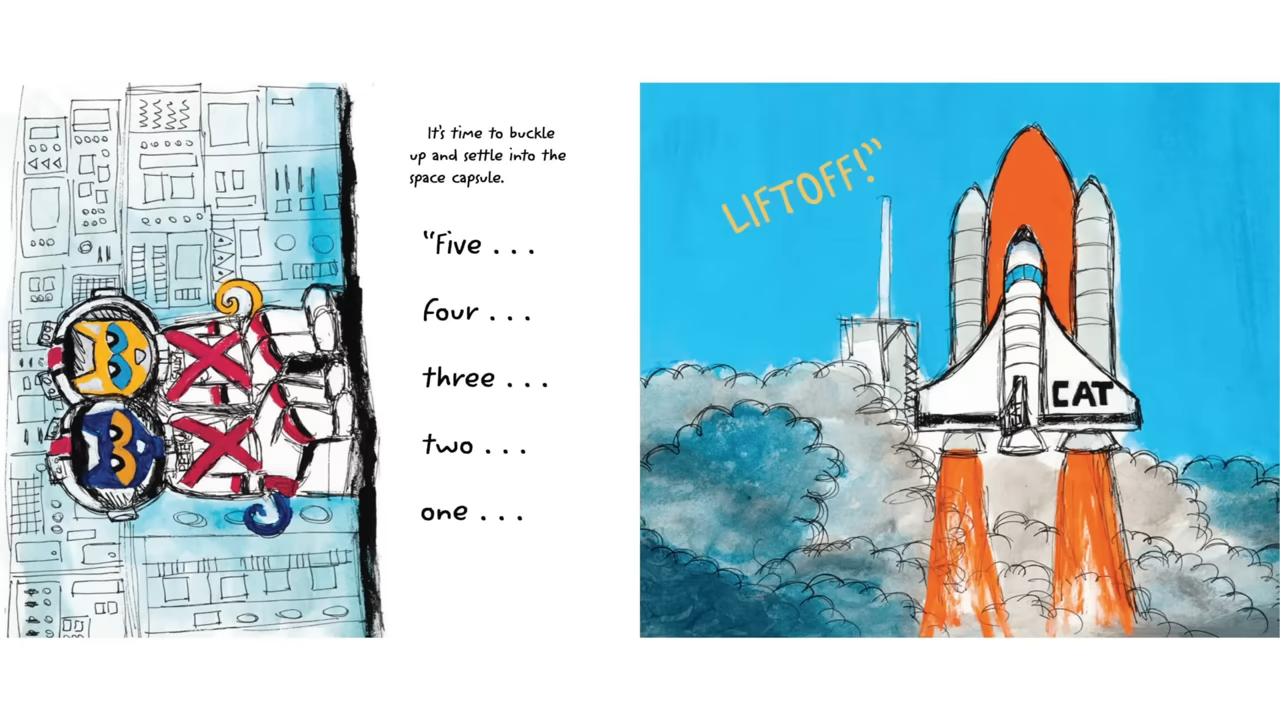 It's time to buckle
up and settle into the
space capsule.
"Five . . .
four . . .
three . . .
two . . .
one . . .
LIFTOFF!"
CAT